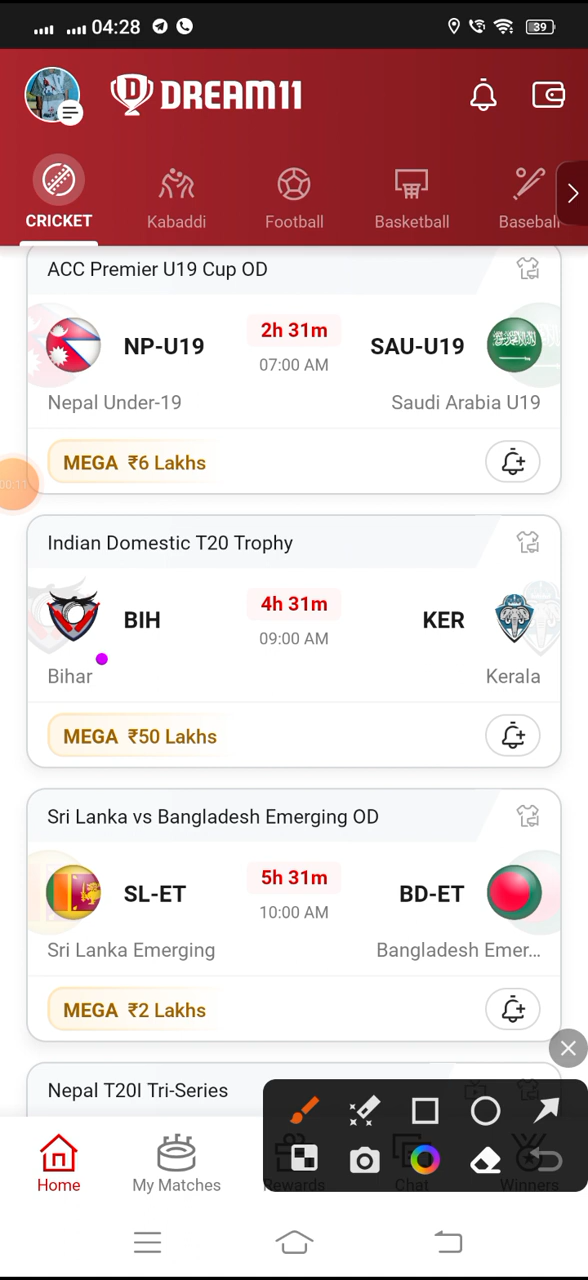 04:28
39
DREAM11
CRICKET
Kabaddi
Football
Basketball
Baseball
ACC Premier U19 Cup OD
NP-U19
2h 31m
SAU-U19
07:00 AM
Nepal Under-19
Saudi Arabia U19
MEGA ₹6 Lakhs
00:11
Indian Domestic T20 Trophy
BIH
4h 31m
KER
09:00 AM
Bihar
Kerala
MEGA ₹50 Lakhs
Sri Lanka vs Bangladesh Emerging OD
SL-ET
5h 31m
BD-ET
10:00 AM
Sri Lanka Emerging
Bangladesh Emer...
MEGA ₹2 Lakhs
Nepal T20I Tri-Series
Home
My Matches
Rewards
Chat
Winners